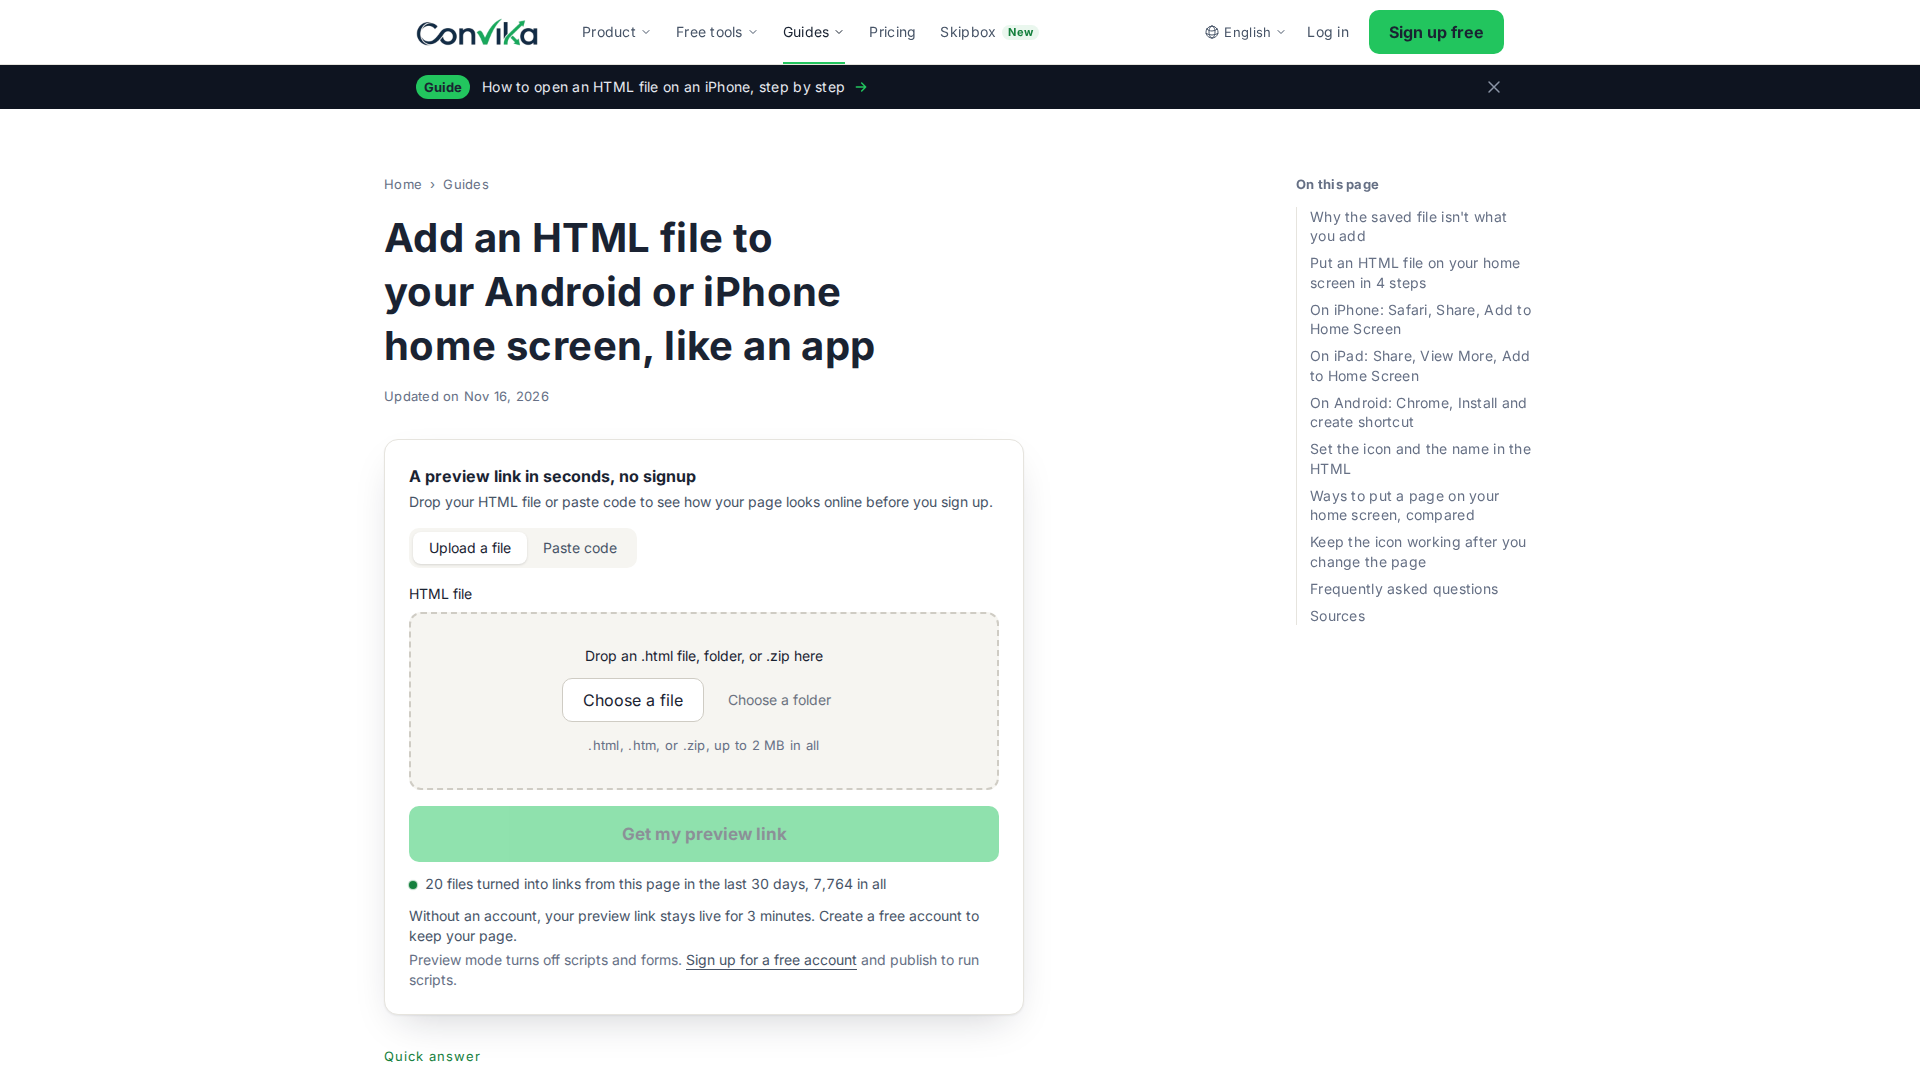 Convika
Product
Free tools
Guides
Pricing
Skipbox New
English
Log in
Sign up free
Guide How to open an HTML file on an iPhone, step by step →
Home › Guides
Add an HTML file to
your Android or iPhone
home screen, like an app
Updated on Nov 16, 2026
A preview link in seconds, no signup
Drop your HTML file or paste code to see how your page looks online before you sign up.
Upload a file
Paste code
HTML file
Drop an .html file, folder, or .zip here
Choose a file
Choose a folder
.html, .htm, or .zip, up to 2 MB in all
Get my preview link
20 files turned into links from this page in the last 30 days, 7,764 in all
Without an account, your preview link stays live for 3 minutes. Create a free account to
keep your page.
Preview mode turns off scripts and forms. Sign up for a free account and publish to run
scripts.
Quick answer
On this page
Why the saved file isn't what
you add
Put an HTML file on your home
screen in 4 steps
On iPhone: Safari, Share, Add to
Home Screen
On iPad: Share, View More, Add
to Home Screen
On Android: Chrome, Install and
create shortcut
Set the icon and the name in the
HTML
Ways to put a page on your
home screen, compared
Keep the icon working after you
change the page
Frequently asked questions
Sources